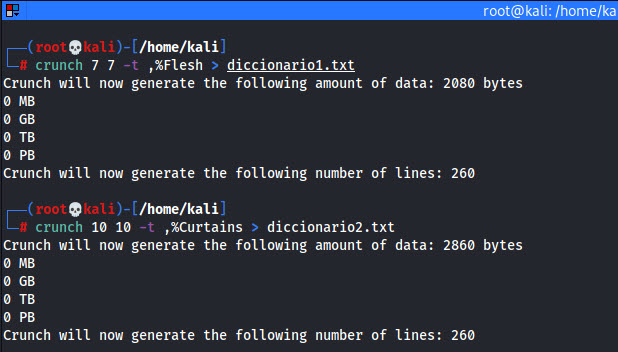 root@kali: /home/ka
┌──(root💀kali)-[/home/kali]
└─# crunch 7 7 -t ,%Flesh > diccionario1.txt
Crunch will now generate the following amount of data: 2080 bytes
0 MB
0 GB
0 TB
0 PB
Crunch will now generate the following number of lines: 260
┌──(root💀kali)-[/home/kali]
└─# crunch 10 10 -t ,%Curtains > diccionario2.txt
Crunch will now generate the following amount of data: 2860 bytes
0 MB
0 GB
0 TB
0 PB
Crunch will now generate the following number of lines: 260